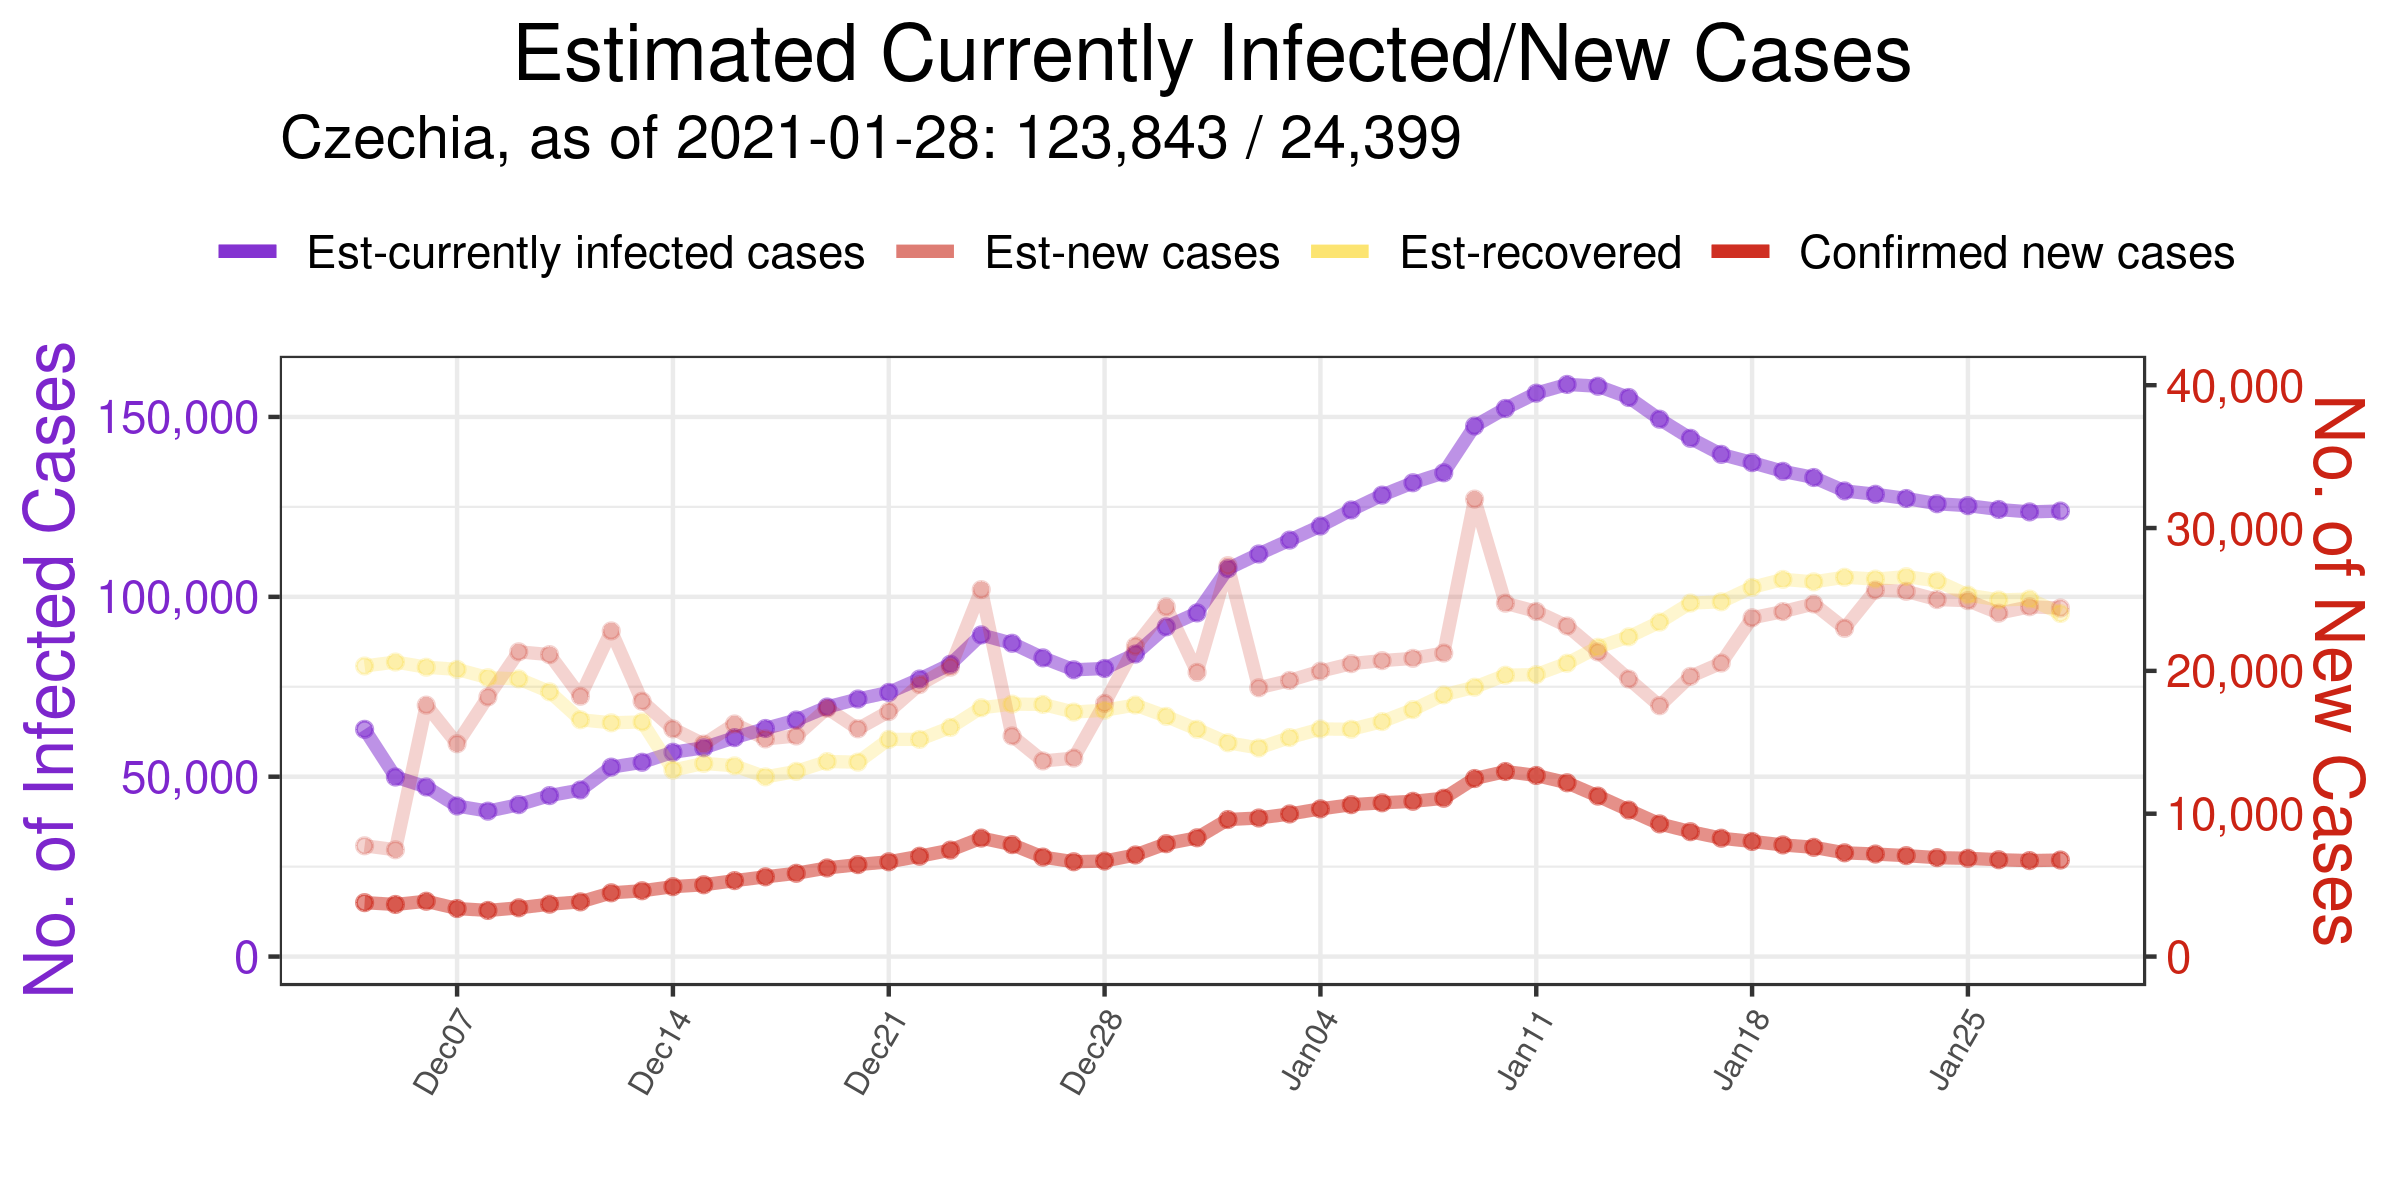 Estimated Currently Infected/New Cases
Czechia, as of 2021-01-28: 123,843 / 24,399
Est-currently infected cases Est-new cases Est-recovered Confirmed new cases
No. of Infected Cases
150,000
100,000
50,000
0
40,000
30,000
20,000
10,000
0
No. of New Cases
Dec07 Dec14 Dec21 Dec28 Jan04 Jan11 Jan18 Jan25